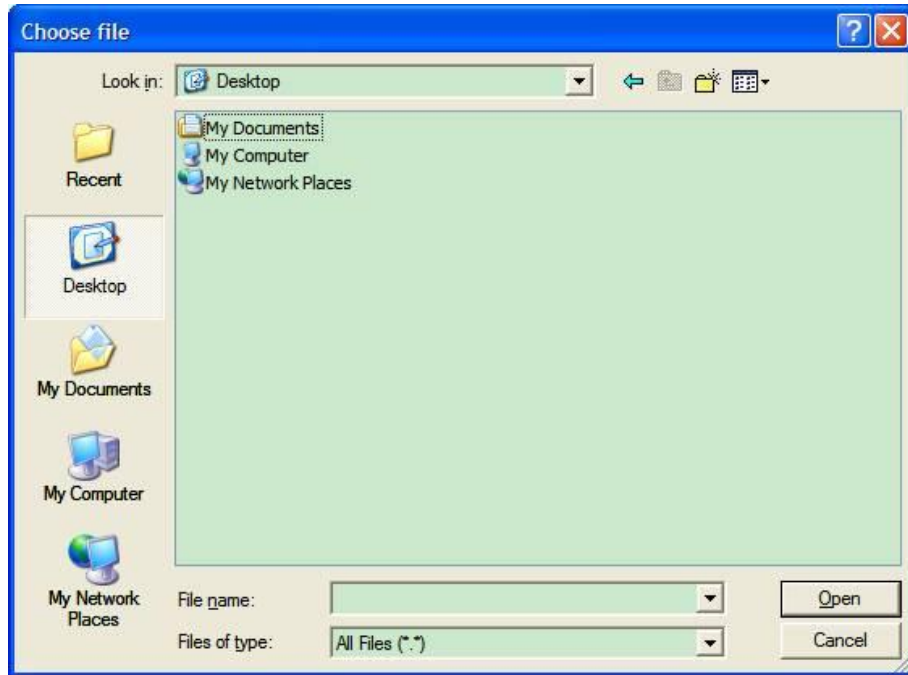 Choose file
Look in:
Desktop
My Documents
My Computer
My Network Places
Recent
Desktop
My Documents
My Computer
My Network
Places
File name:
Files of type:
All Files (*.*)
Open
Cancel